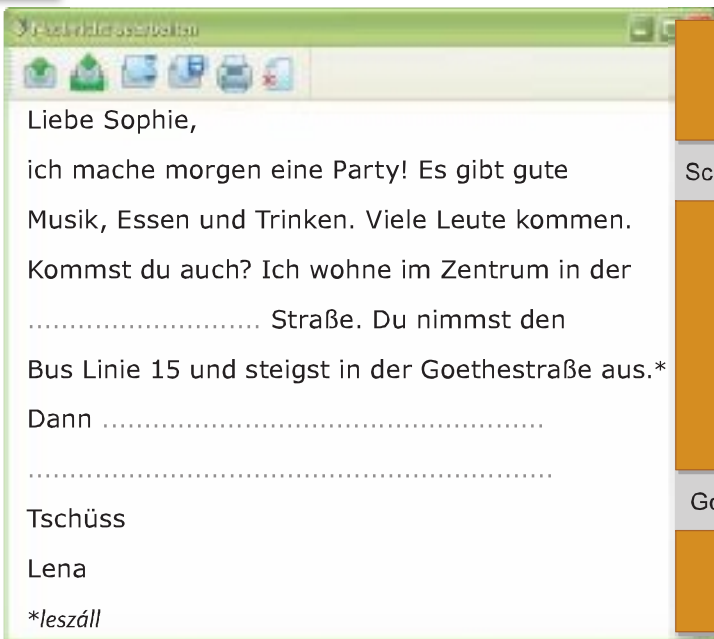 Liebe Sophie,
ich mache morgen eine Party! Es gibt gute
Musik, Essen und Trinken. Viele Leute kommen.
Kommst du auch? Ich wohne im Zentrum in der
............................ Straße. Du nimmst den
Bus Linie 15 und steigst in der Goethestraße aus.*
Dann .....................................................
...............................................................
Tschüss
Lena
*leszáll
Sc
Go